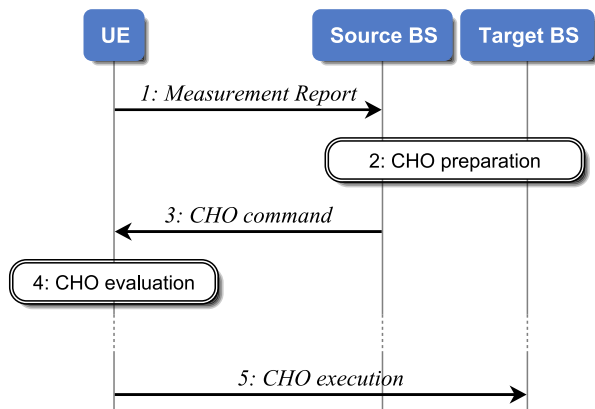 UE
Source BS
Target BS
1: Measurement Report
2: CHO preparation
3: CHO command
4: CHO evaluation
5: CHO execution